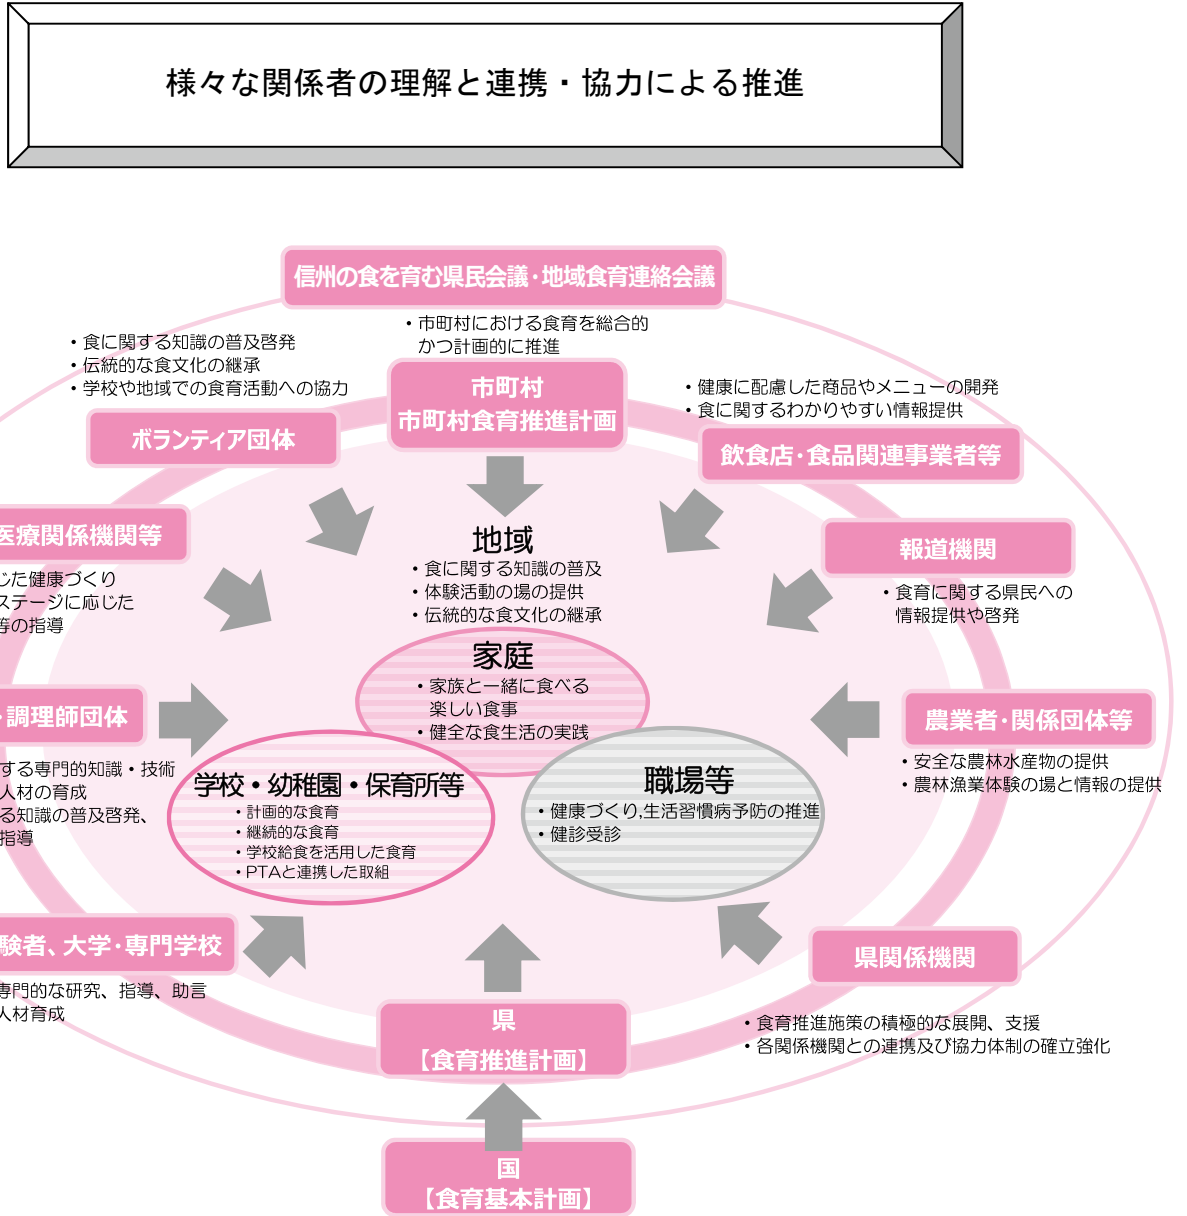 様々な関係者の理解と連携・協力による推進
信州の食を育む県民会議・地域食育連絡会議
・市町村における食育を総合的
かつ計画的に推進
市町村
市町村食育推進計画
・食に関する知識の普及啓発
・伝統的な食文化の継承
・学校や地域での食育活動への協力
ボランティア団体
・健康に配慮した商品やメニューの開発
・食に関するわかりやすい情報提供
飲食店・食品関連事業者等
医療関係機関等
じた健康づくり
ステージに応じた
等の指導
報道機関
・食育に関する県民への
情報提供や啓発
地域
・食に関する知識の普及
・体験活動の場の提供
・伝統的な食文化の継承
家庭
・家族と一緒に食べる
楽しい食事
・健全な食生活の実践
・調理師団体
する専門的知識・技術
人材の育成
る知識の普及啓発、
指導
農業者・関係団体等
・安全な農林水産物の提供
・農林漁業体験の場と情報の提供
学校・幼稚園・保育所等
・計画的な食育
・継続的な食育
・学校給食を活用した食育
・PTAと連携した取組
職場等
・健康づくり,生活習慣病予防の推進
・健診受診
験者、大学・専門学校
専門的な研究、指導、助言
人材育成
県関係機関
・食育推進施策の積極的な展開、支援
・各関係機関との連携及び協力体制の確立強化
県
【食育推進計画】
国
【食育基本計画】